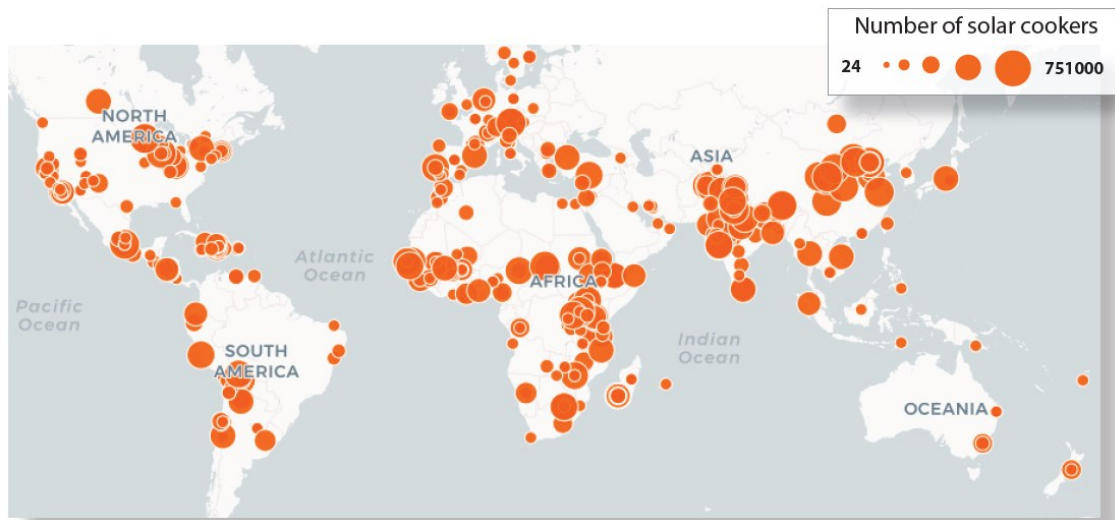 Number of solar cookers
24 751000
NORTH
AMERICA
ASIA
Atlantic
Ocean
AFRICA
Pacific
Ocean
Indian
Ocean
SOUTH
AMERICA
OCEANIA